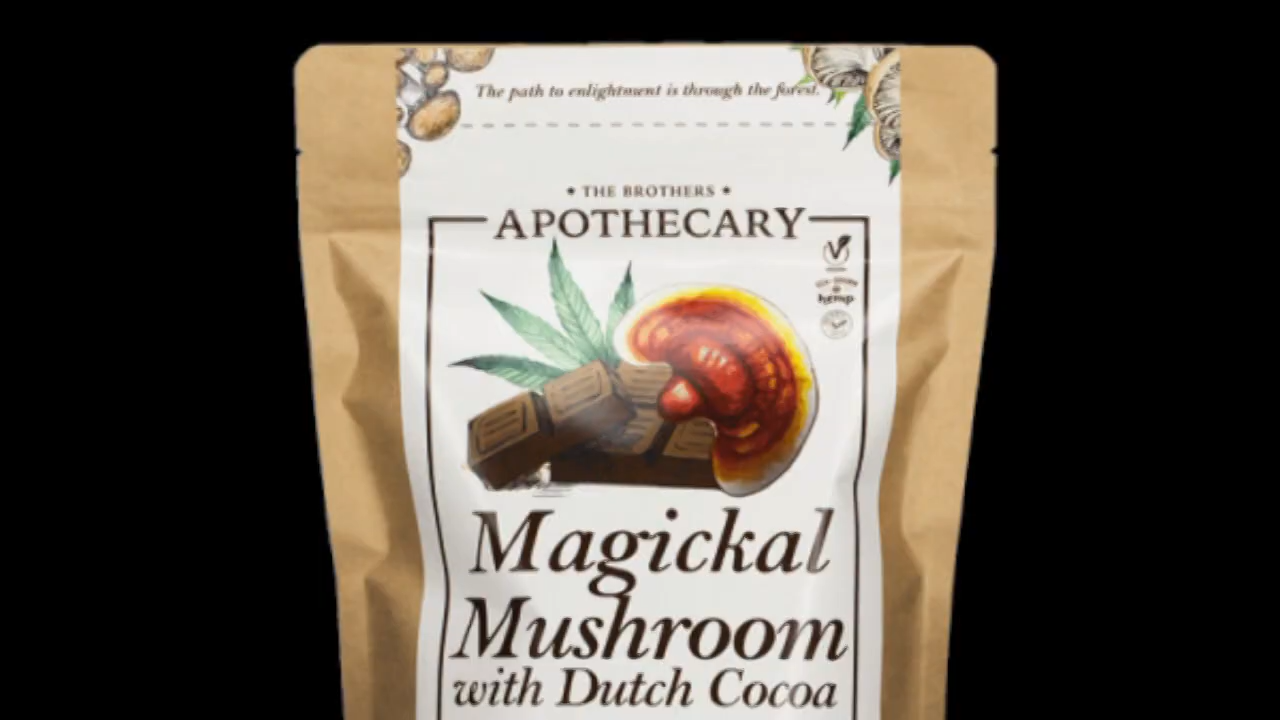 The path to enlightment is through the forest.
• THE BROTHERS •
APOTHECARY
hemp
Magickal
Mushroom
with Dutch Cocoa